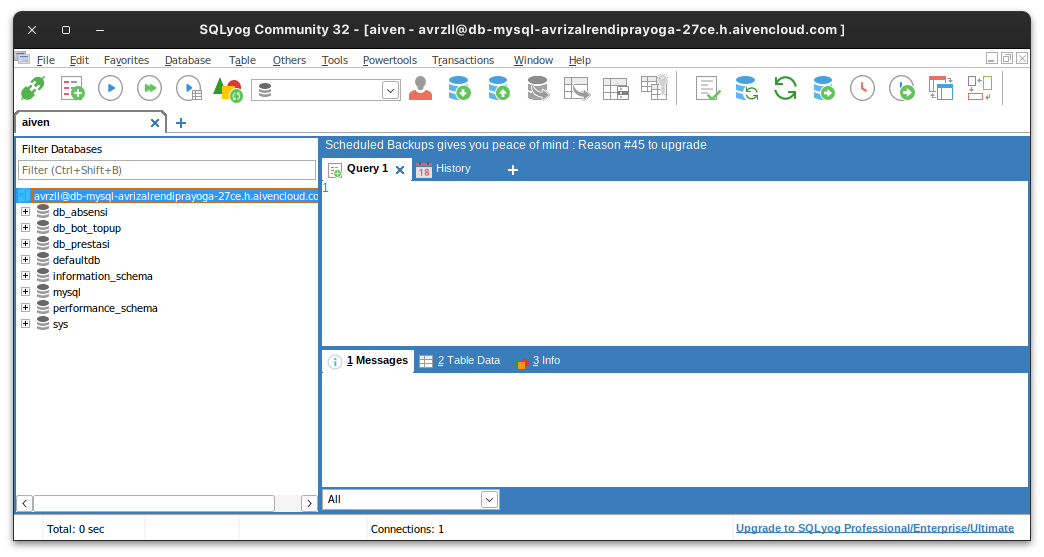 SQLyog Community 32 - [aiven - avrzll@db-mysql-avrizalrendiprayoga-27ce.h.aivencloud.com ]
File Edit Favorites Database Table Others Tools Powertools Transactions Window Help
aiven
Filter Databases
Filter (Ctrl+Shift+B)
avrzll@db-mysql-avrizalrendiprayoga-27ce.h.aivencloud.co
db_absensi
db_bot_topup
db_prestasi
defaultdb
information_schema
mysql
performance_schema
sys
Scheduled Backups gives you peace of mind : Reason #45 to upgrade
Query 1 18 History
1
1 Messages 2 Table Data 3 Info
All
Total: 0 sec Connections: 1 Upgrade to SQLyog Professional/Enterprise/Ultimate